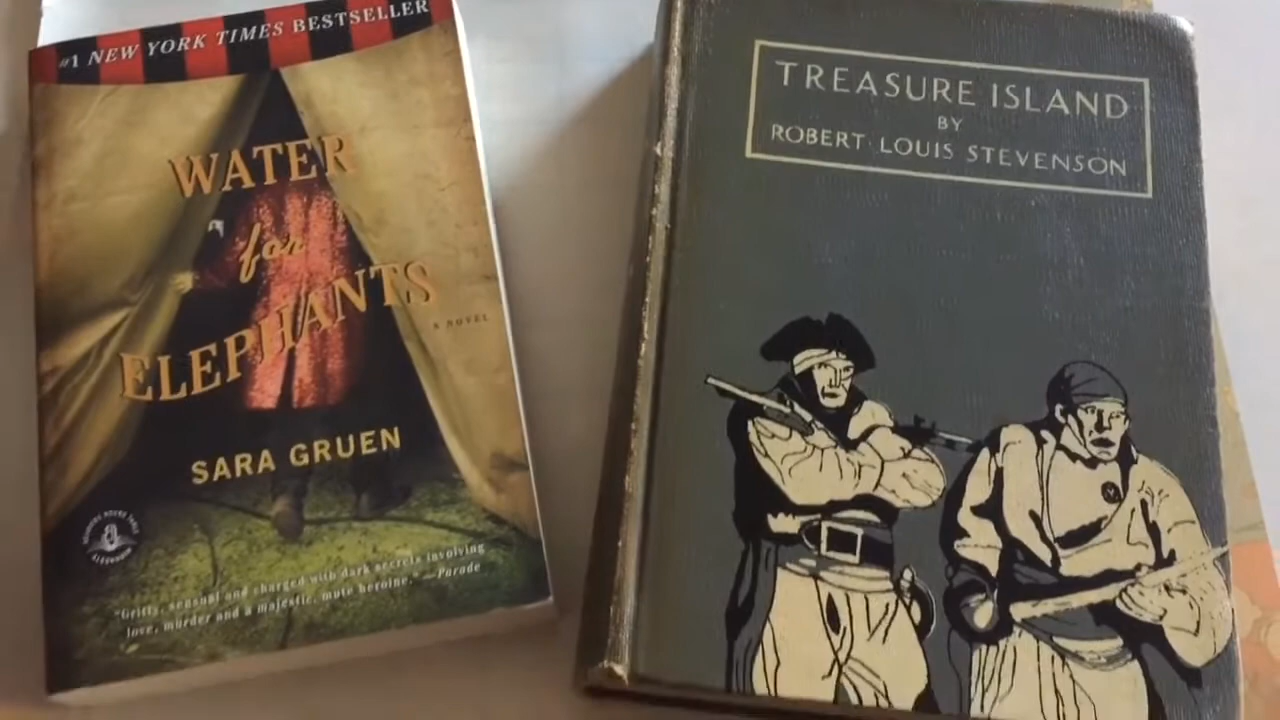 #1 NEW YORK TIMES BESTSELLER
WATER
for
ELEPHANTS
A NOVEL
SARA GRUEN
"Gritty, sensual and charged with dark secrets involving
love, murder and a majestic, mute heroine." —Parade
TREASURE ISLAND
BY
ROBERT LOUIS STEVENSON